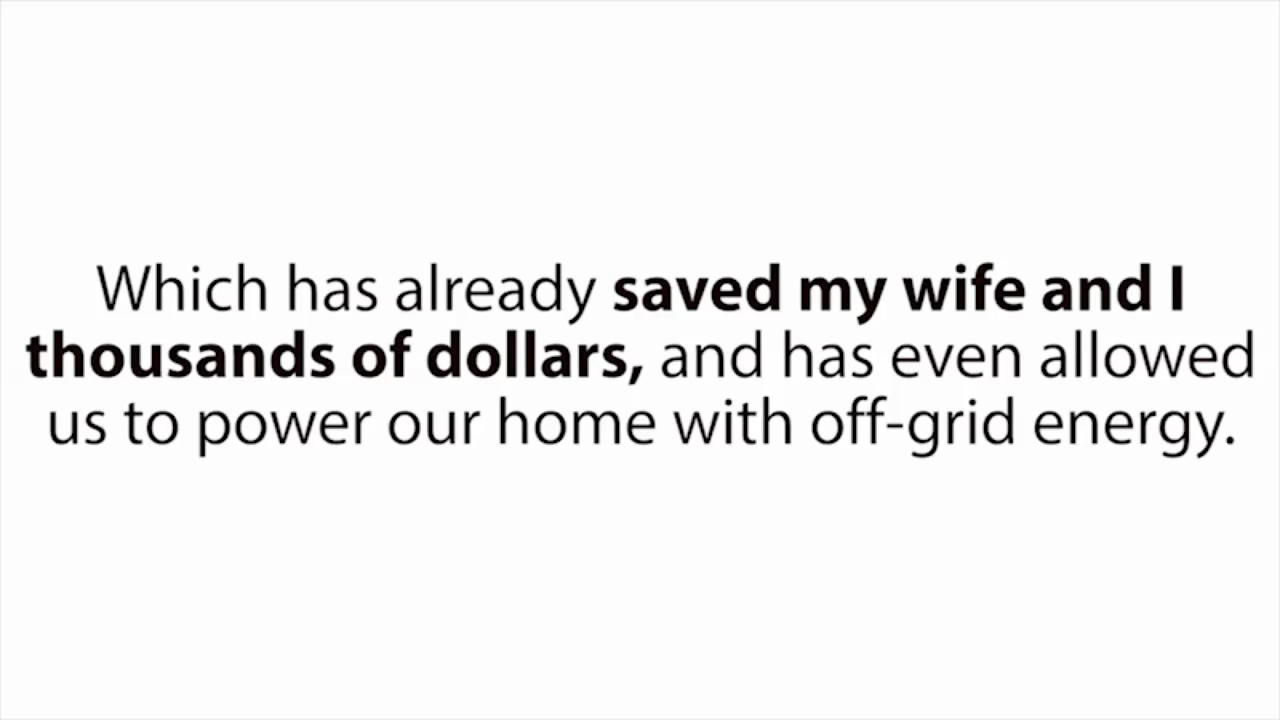 Which has already saved my wife and I
thousands of dollars, and has even allowed
us to power our home with off-grid energy.